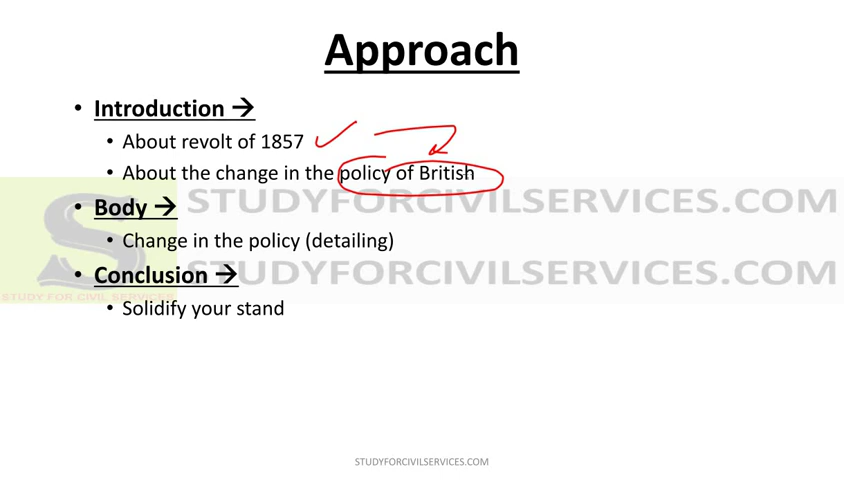 Approach
• Introduction →
• About revolt of 1857
• About the change in the policy of British
STUDYFORCIVILSERVICES.COM
• Body →
• Change in the policy (detailing)
• Conclusion →
STUDYFORCIVILSERVICES.COM
STUDY FOR CIVIL SERVICES
• Solidify your stand
STUDYFORCIVILSERVICES.COM